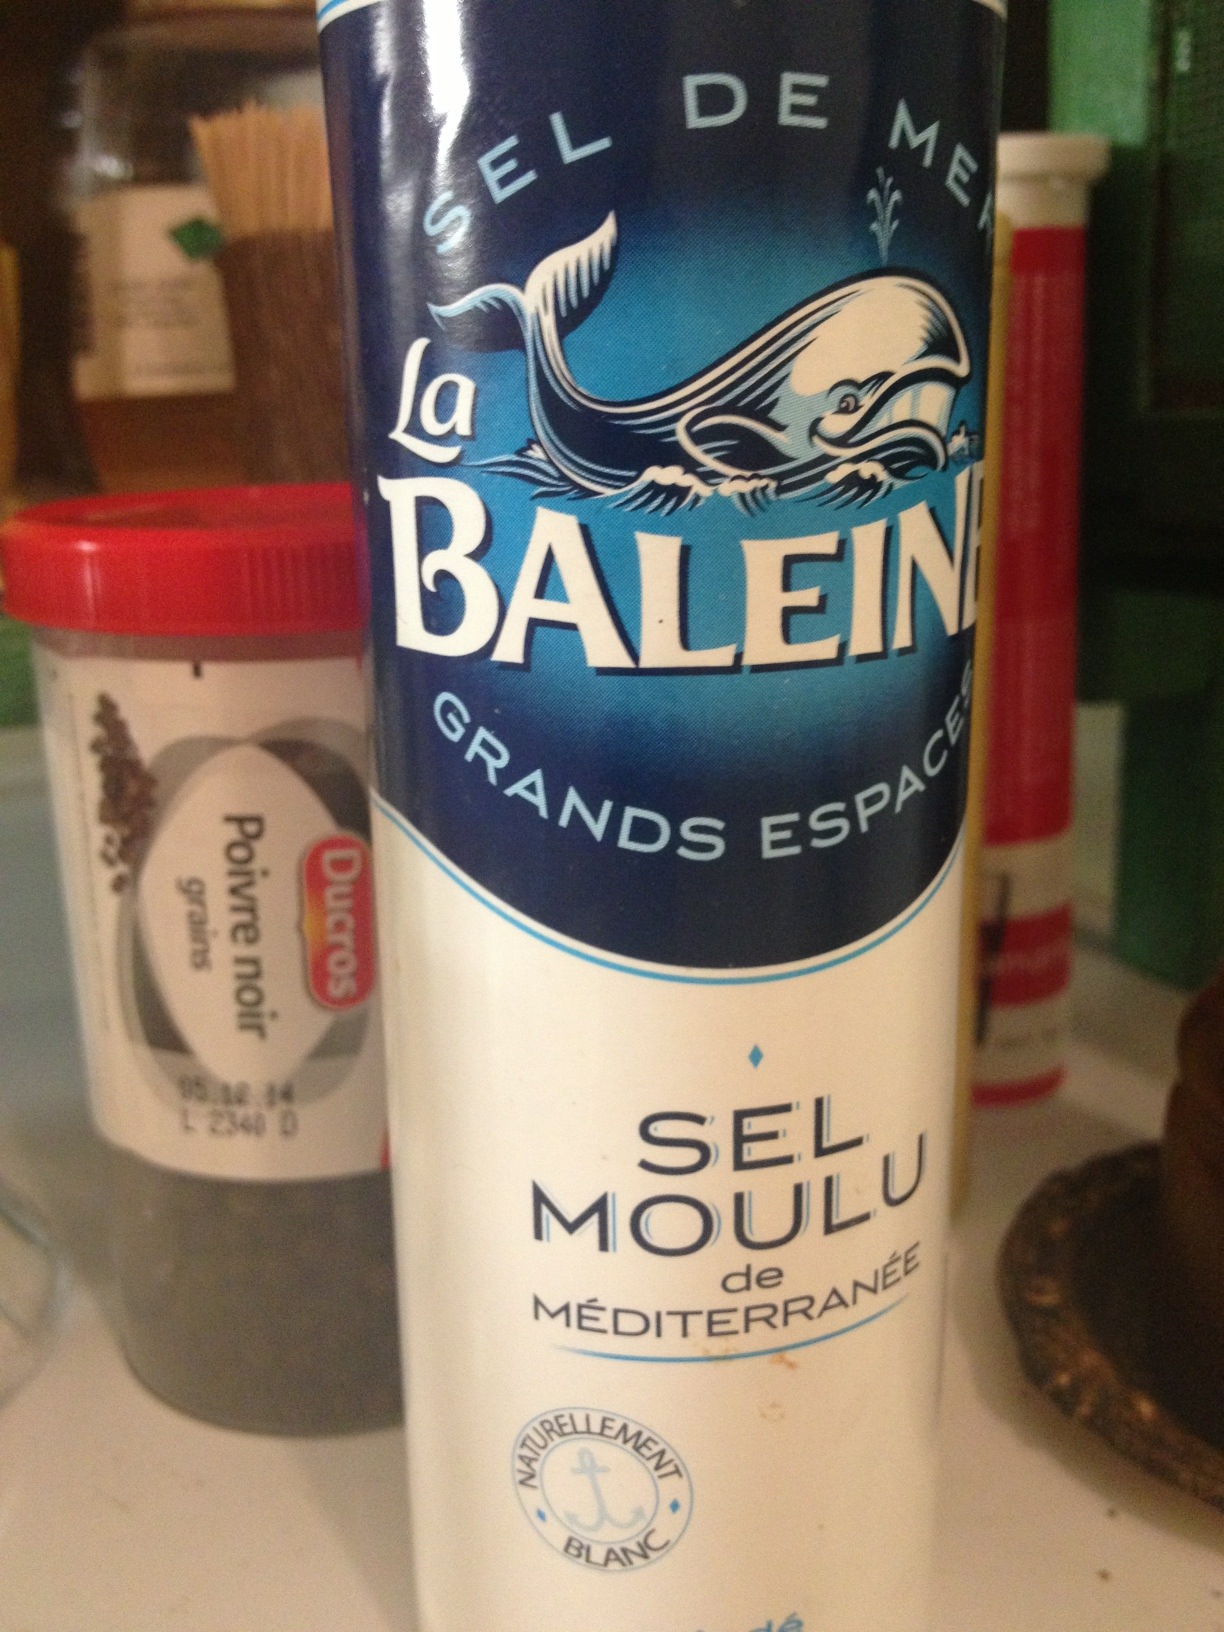 SEL DE MER
La
BALEINE
GRANDS ESPACES
SEL
MOULU
de
MÉDITERRANÉE
NATURELLEMENT
BLANC
Ducros
Poivre noir
grains
L 2340 D